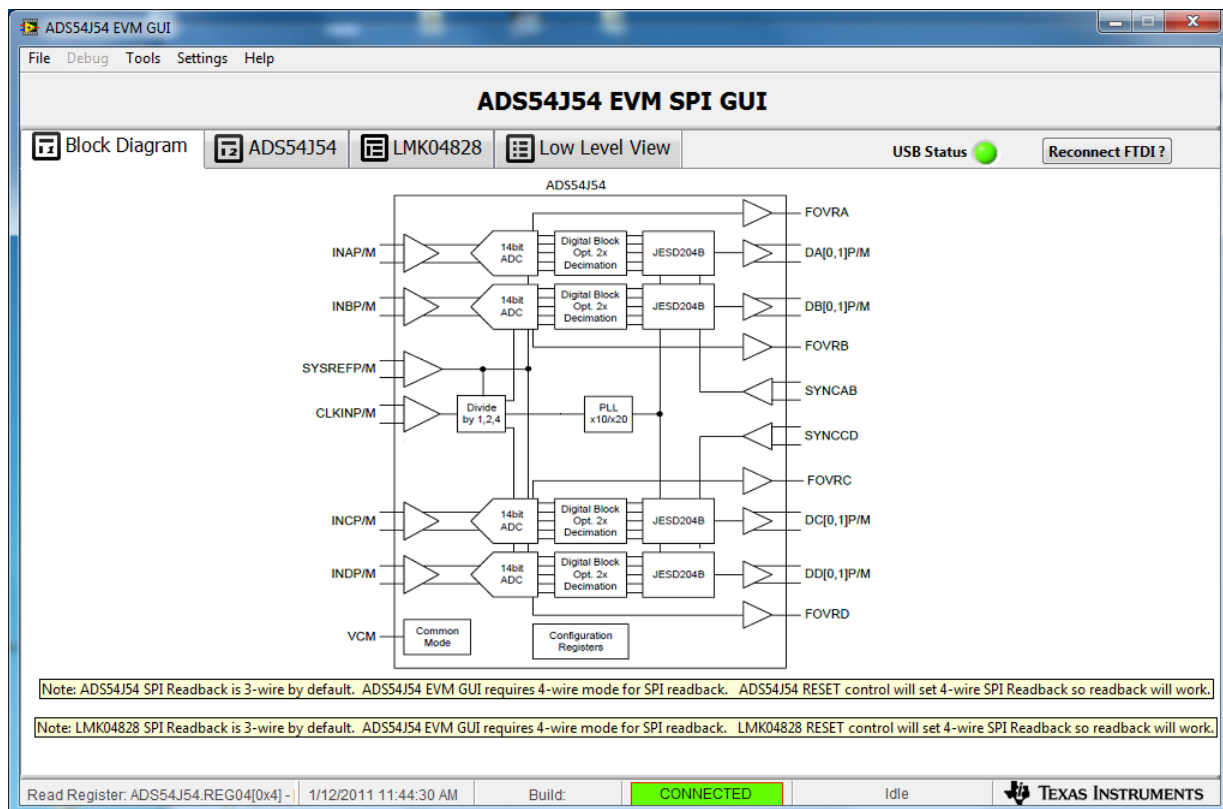 ADS54J54 EVM GUI
File Debug Tools Settings Help
ADS54J54 EVM SPI GUI
Block Diagram
ADS54J54
LMK04828
Low Level View
USB Status
Reconnect FTDI ?
ADS54J54
FOVRA
INAP/M
14bit
ADC
Digital Block
Opt. 2x
Decimation
JESD204B
DA[0,1]P/M
INBP/M
14bit
ADC
Digital Block
Opt. 2x
Decimation
JESD204B
DB[0,1]P/M
FOVRB
SYSREFP/M
SYNCAB
CLKINP/M
Divide
by 1,2,4
PLL
x10/x20
SYNCCD
FOVRC
INCP/M
14bit
ADC
Digital Block
Opt. 2x
Decimation
JESD204B
DC[0,1]P/M
INDP/M
14bit
ADC
Digital Block
Opt. 2x
Decimation
JESD204B
DD[0,1]P/M
FOVRD
VCM
Common
Mode
Configuration
Registers
Note: ADS54J54 SPI Readback is 3-wire by default. ADS54J54 EVM GUI requires 4-wire mode for SPI readback. ADS54J54 RESET control will set 4-wire SPI Readback so readback will work.
Note: LMK04828 SPI Readback is 3-wire by default. ADS54J54 EVM GUI requires 4-wire mode for SPI readback. LMK04828 RESET control will set 4-wire SPI Readback so readback will work.
Read Register: ADS54J54.REG04[0x4] -
1/12/2011 11:44:30 AM
Build:
CONNECTED
Idle
TEXAS INSTRUMENTS